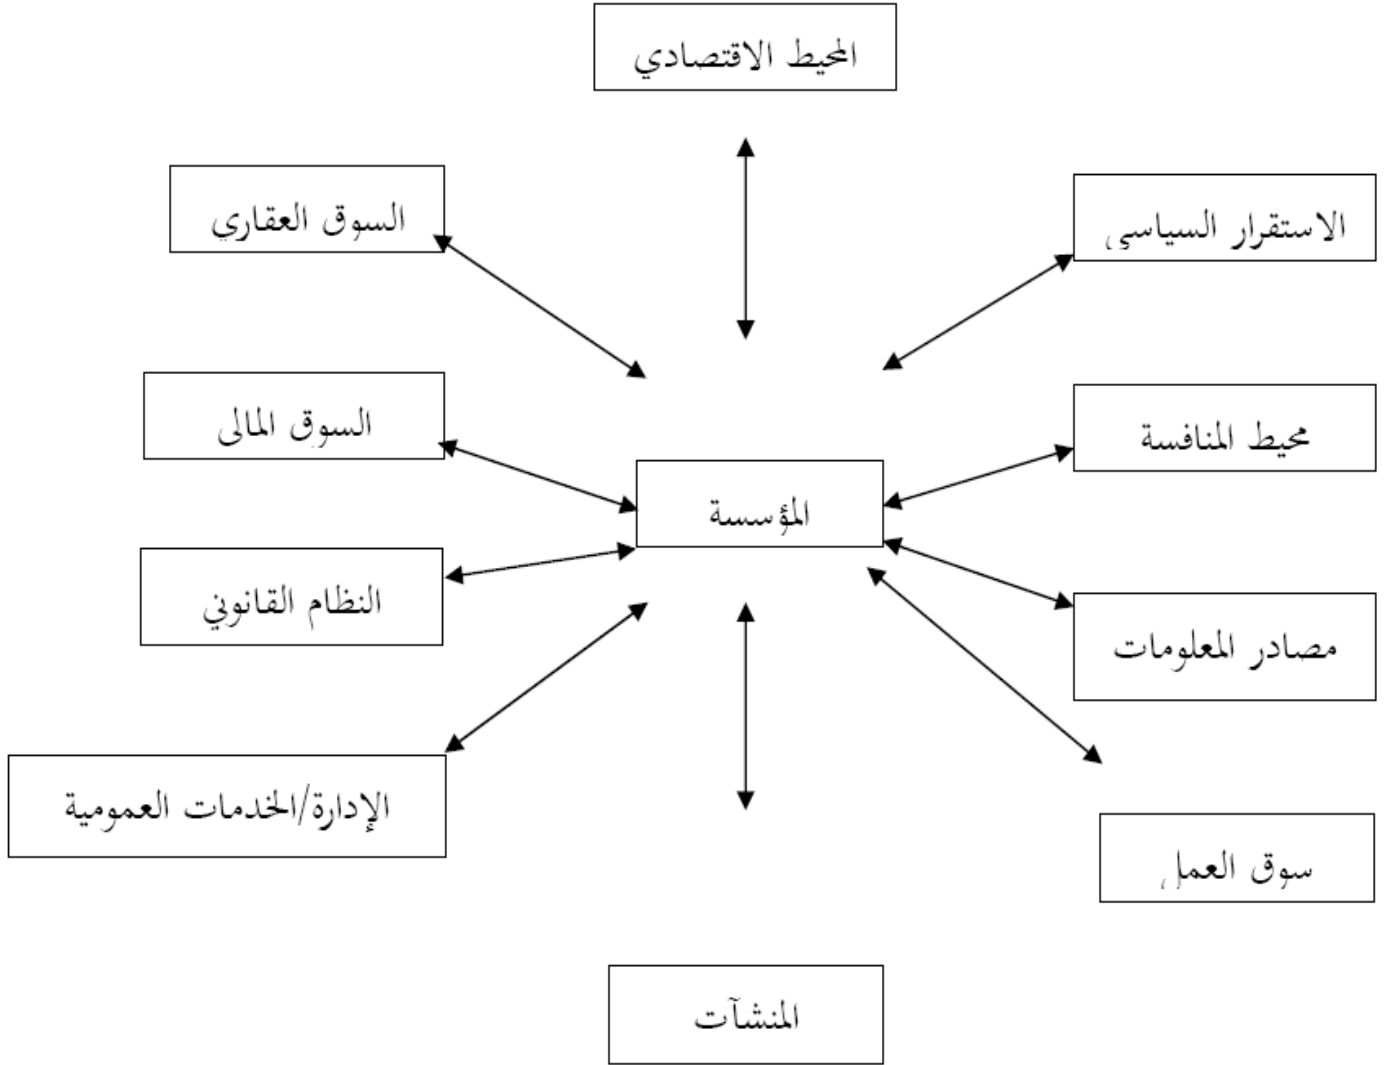 المحيط الاقتصادي
الاستقرار السياسي
السوق العقاري
محيط المنافسة
السوق المالي
المؤسسة
مصادر المعلومات
النظام القانوني
سوق العمل
الإدارة/الخدمات العمومية
المنشآت